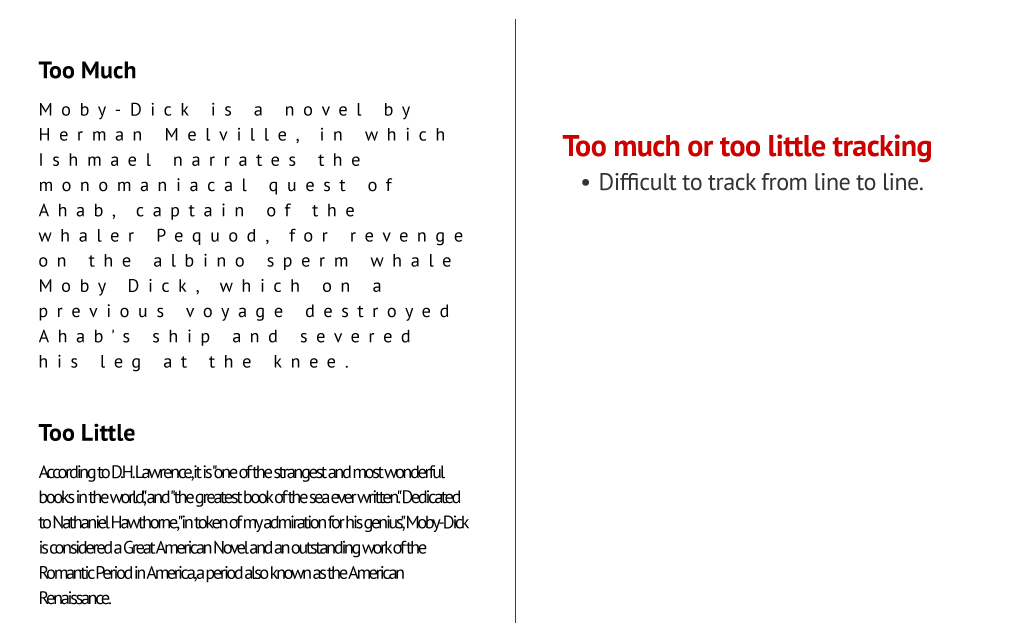 Too Much
Moby-Dick is a novel by
Herman Melville, in which
Ishmael narrates the
monomaniacal quest of
Ahab, captain of the
whaler Pequod, for revenge
on the albino sperm whale
Moby Dick, which on a
previous voyage destroyed
Ahab's ship and severed
his leg at the knee.
Too Little
According to D.H. Lawrence, it is "one of the strangest and most wonderful
books in the world," and "the greatest book of the sea ever written." Dedicated
to Nathaniel Hawthorne, "in token of my admiration for his genius," Moby-Dick
is considered a Great American Novel and an outstanding work of the
Romantic Period in America, a period also known as the American
Renaissance.
Too much or too little tracking
• Difficult to track from line to line.